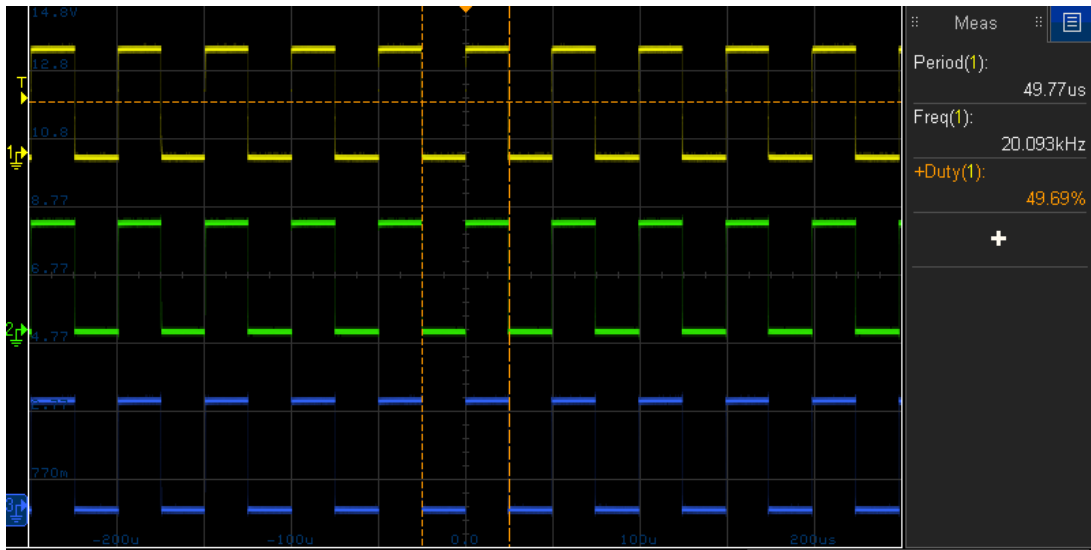 14.8V
Meas
Period(1):
12.8
49.77us
T
Freq(1):
10.8
20.093kHz
1
+Duty(1):
49.69%
8.77
+
6.77
2
4.77
2.77
770m
3
-200u
-100u
0.0
100u
200us